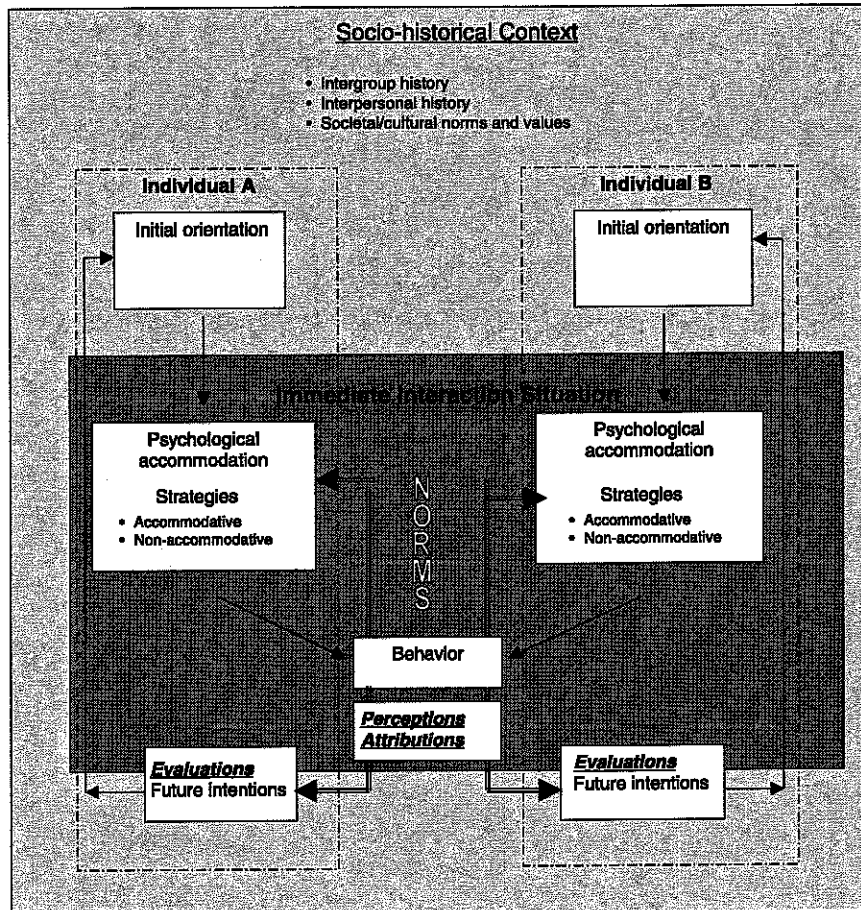 Socio-historical Context
• Intergroup history
• Interpersonal history
• Societal/cultural norms and values
Individual A
Individual B
Initial orientation
Initial orientation
Immediate Interaction Situation
Psychological
accommodation
Strategies
• Accommodative
• Non-accommodative
Psychological
accommodation
Strategies
• Accommodative
• Non-accommodative
NORMS
Behavior
Perceptions
Attributions
Evaluations
Future intentions
Evaluations
Future intentions